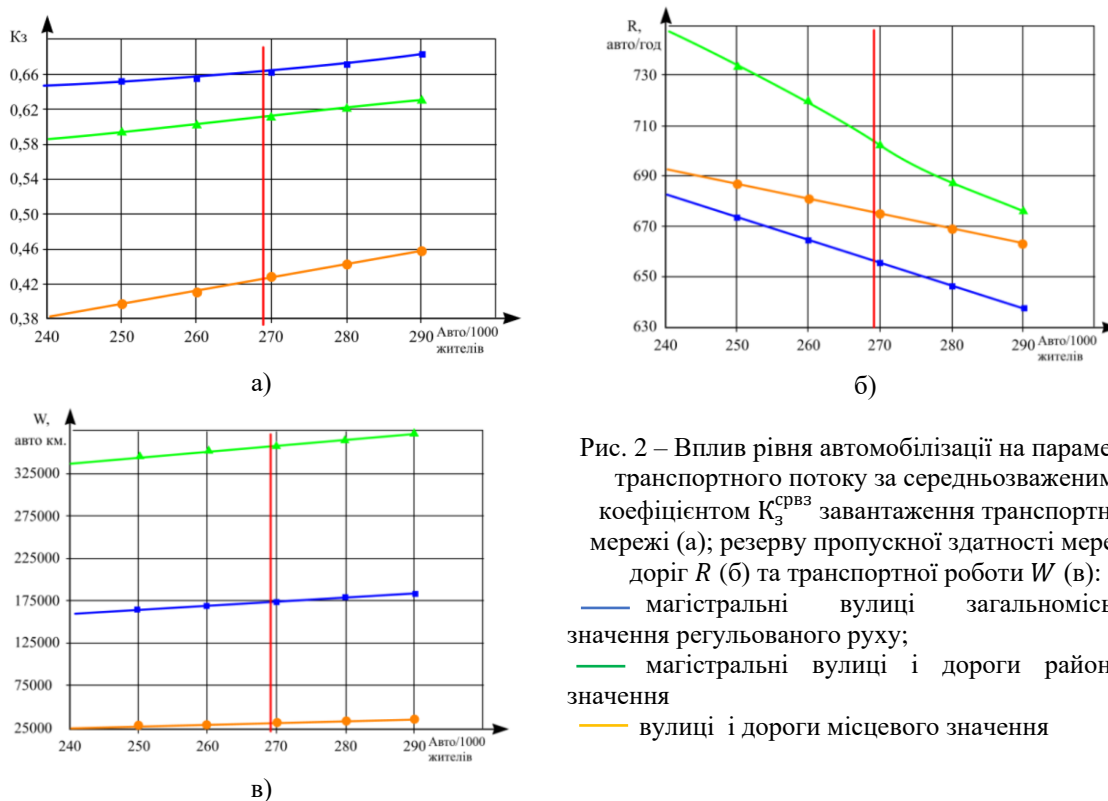 Кз
0,66
0,62
0,58
0,54
0,50
0,46
0,42
0,38
240 250 260 270 280 290 Авто/1000
жителів
а)
R,
авто/год
730
710
690
670
650
630
240 250 260 270 280 290 Авто/1000
жителів
б)
W,
авто км.
325000
275000
225000
175000
125000
75000
25000
240 250 260 270 280 290 Авто/1000
жителів
в)
Рис. 2 – Вплив рівня автомобілізації на параме
транспортного потоку за середньозваженим
коефіцієнтом К_з^срвз завантаження транспортн
мережі (а); резерву пропускної здатності мере
доріг R (б) та транспортної роботи W (в):
магістральні вулиці загальноміс
значення регульованого руху;
магістральні вулиці і дороги район
значення
вулиці і дороги місцевого значення